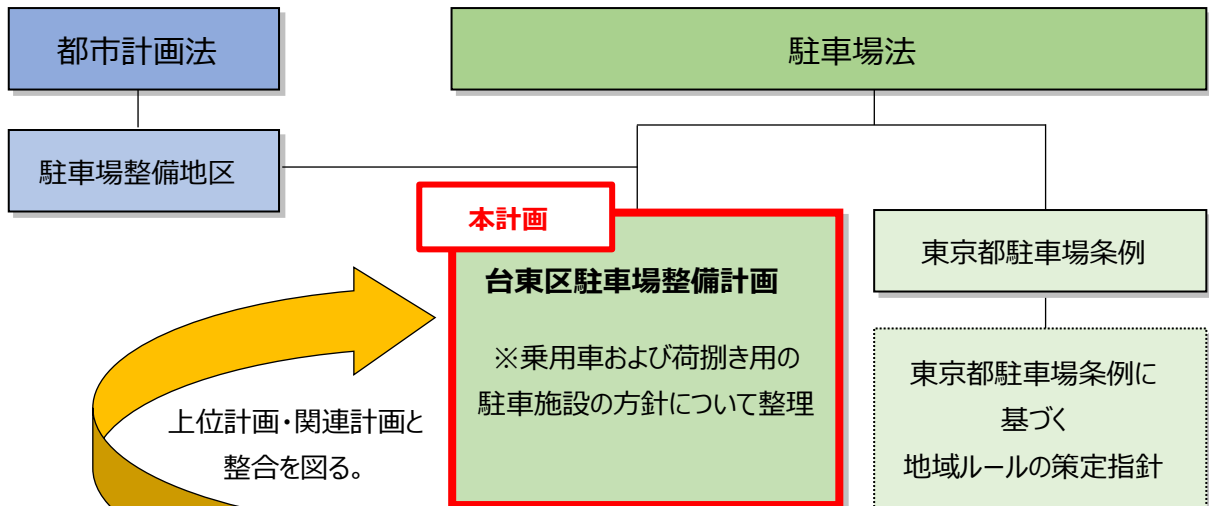 都市計画法
駐車場法
駐車場整備地区
本計画
台東区駐車場整備計画
※乗用車および荷捌き用の
駐車施設の方針について整理
東京都駐車場条例
東京都駐車場条例に
基づく
地域ルールの策定指針
上位計画・関連計画と
整合を図る。